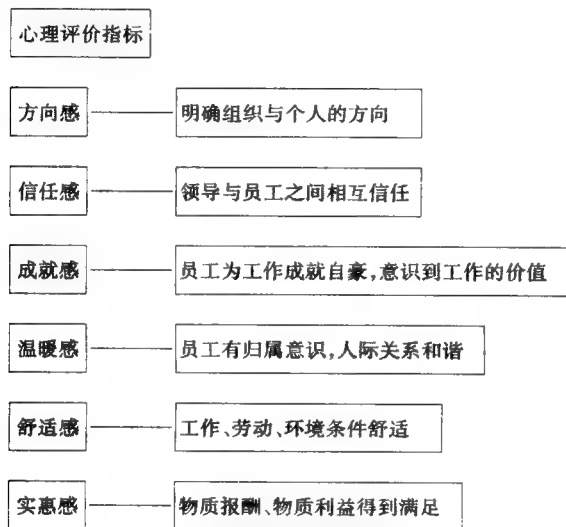 心理评价指标
方向感 明确组织与个人的方向
信任感 领导与员工之间相互信任
成就感 员工为工作成就自豪,意识到工作的价值
温暖感 员工有归属意识,人际关系和谐
舒适感 工作、劳动、环境条件舒适
实惠感 物质报酬、物质利益得到满足